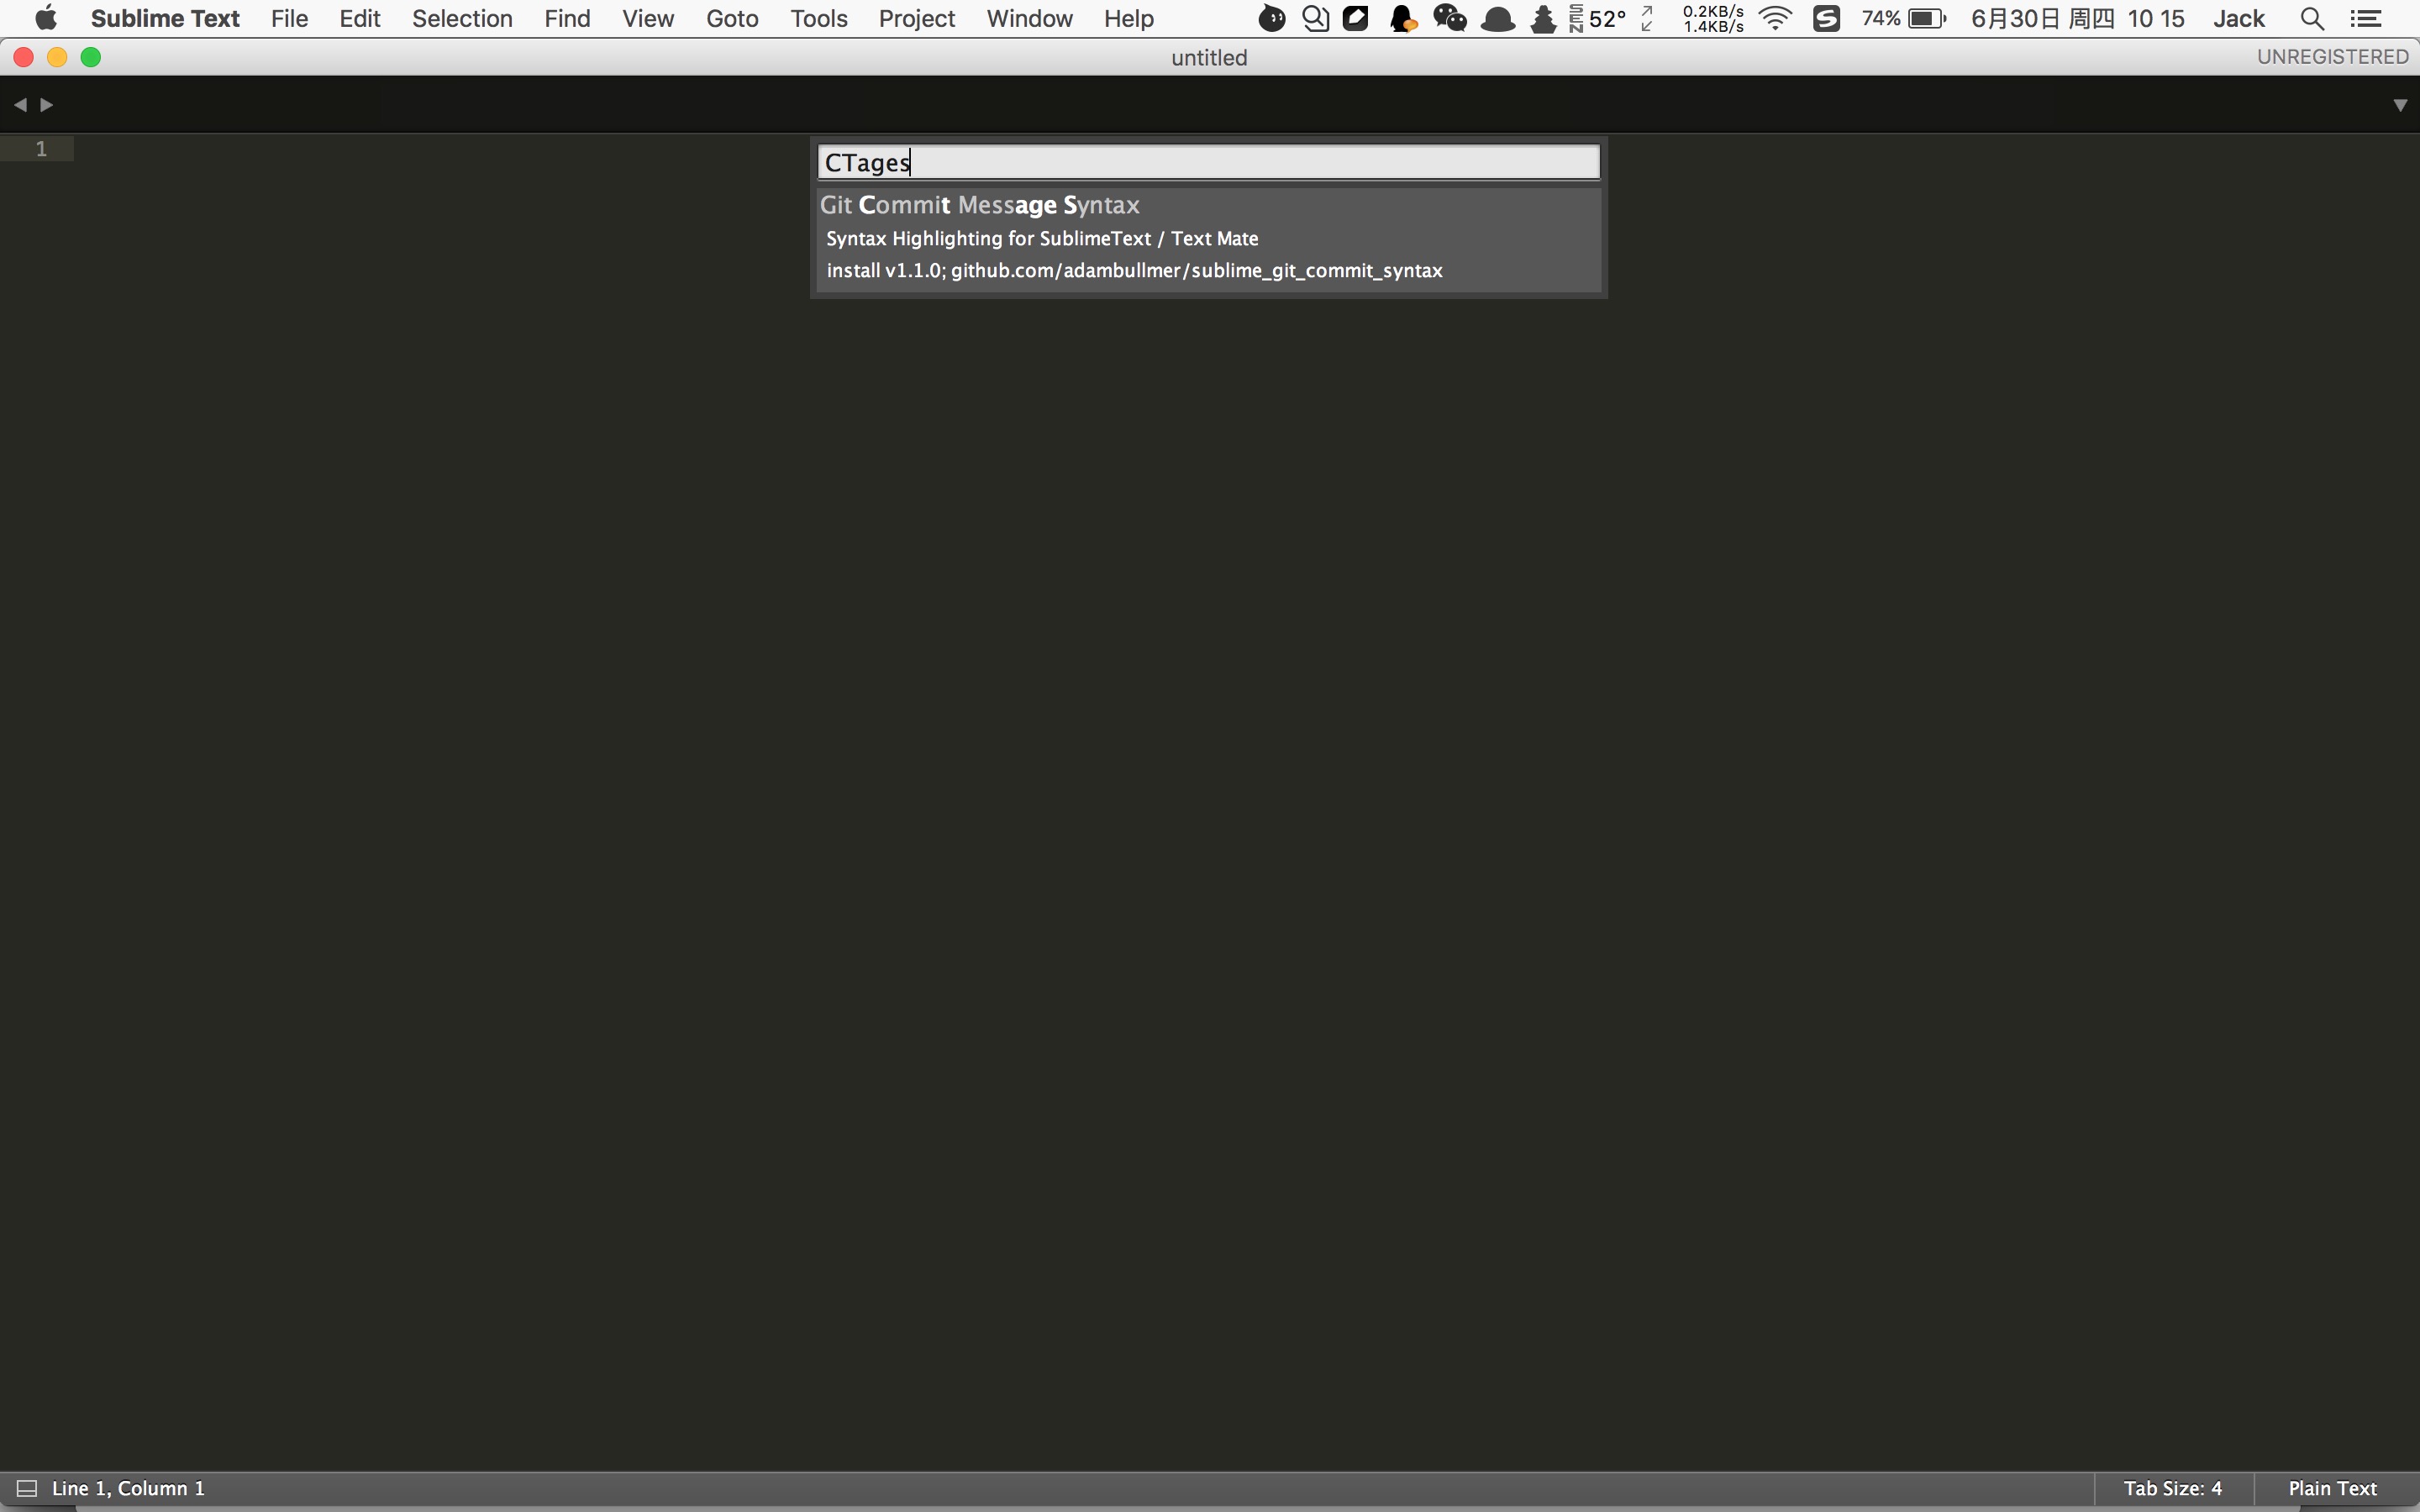 Sublime Text File Edit Selection Find View Goto Tools Project Window Help SEN 52° 0.2KB/s 1.4KB/s 74% 6月30日 周四 10 15 Jack
untitled UNREGISTERED
1
CTages
Git Commit Message Syntax
Syntax Highlighting for SublimeText / Text Mate
install v1.1.0; github.com/adambullmer/sublime_git_commit_syntax
Line 1, Column 1 Tab Size: 4 Plain Text